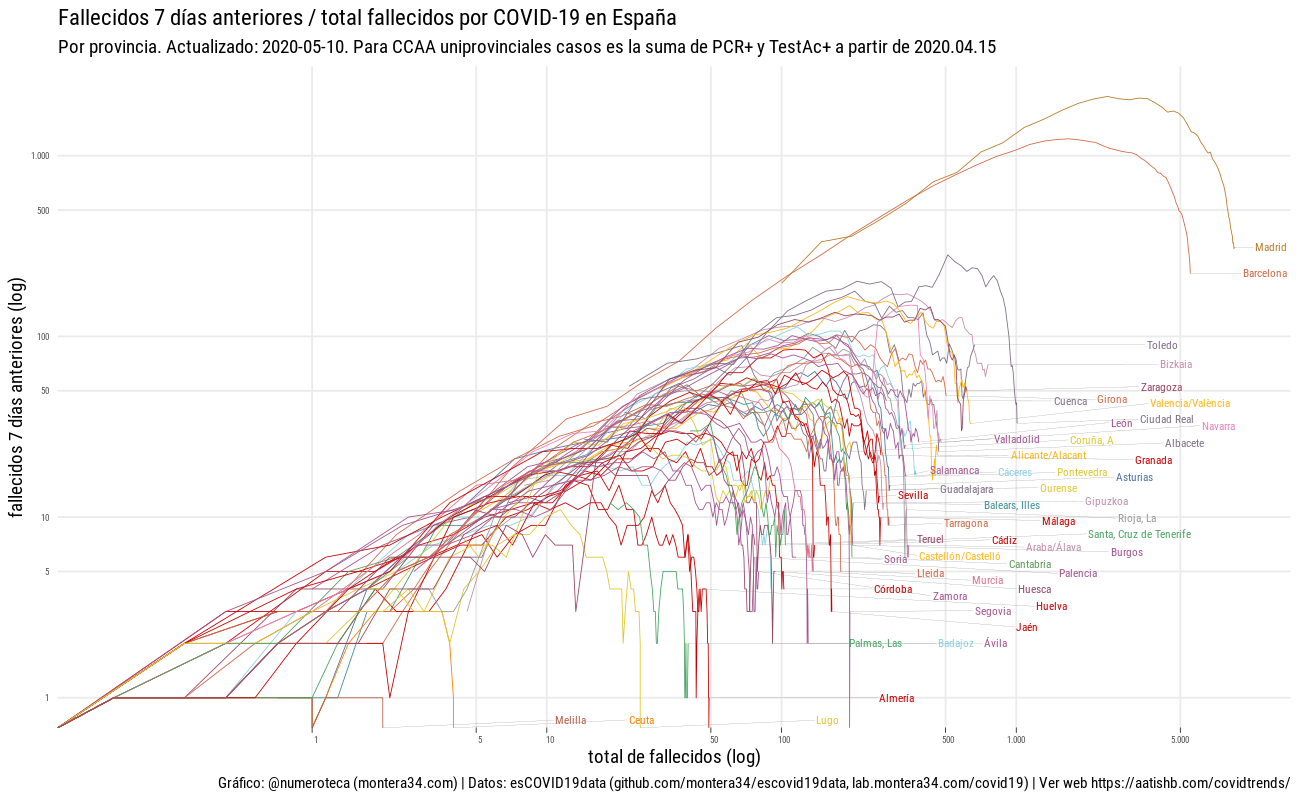 Fallecidos 7 días anteriores / total fallecidos por COVID-19 en España
Por provincia. Actualizado: 2020-05-10. Para CCAA uniprovinciales casos es la suma de PCR+ y TestAc+ a partir de 2020.04.15
fallecidos 7 días anteriores (log)
1.000
500
100
50
10
5
1
Madrid
Barcelona
Toledo
Bizkaia
Zaragoza
Cuenca
Girona
Valencia/València
León
Ciudad Real
Navarra
Valladolid
Coruña, A
Albacete
Alicante/Alacant
Granada
Salamanca
Cáceres
Pontevedra
Asturias
Sevilla
Guadalajara
Ourense
Balears, Illes
Gipuzkoa
Tarragona
Málaga
Rioja, La
Teruel
Cádiz
Santa, Cruz de Tenerife
Araba/Álava
Burgos
Soria
Castellón/Castelló
Cantabria
Lleida
Palencia
Murcia
Córdoba
Huesca
Zamora
Huelva
Segovia
Jaén
Palmas, Las
Badajoz
Ávila
Almería
Melilla
Ceuta
Lugo
1
5
10
50
100
500
1.000
5.000
total de fallecidos (log)
Gráfico: @numeroteca (montera34.com) | Datos: esCOVID19data (github.com/montera34/escovid19data, lab.montera34.com/covid19) | Ver web https://aatishb.com/covidtrends/